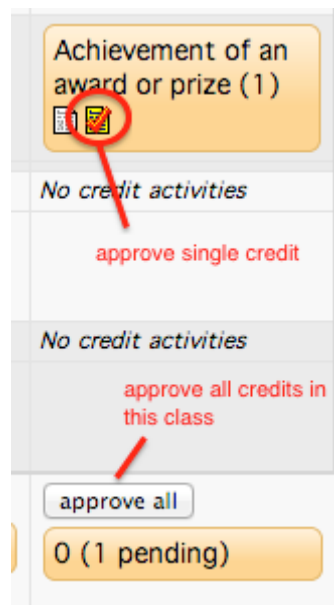 Achievement of an
award or prize (1)
No credit activities
approve single credit
No credit activities
approve all credits in
this class
approve all
0 (1 pending)